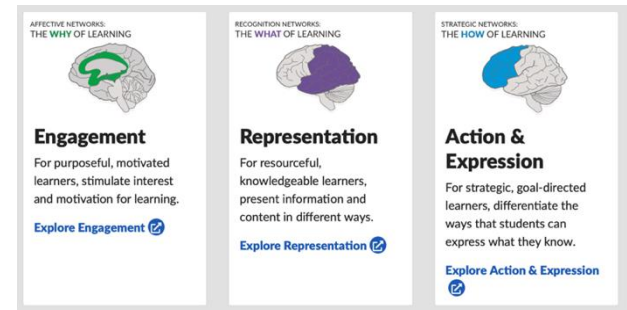 AFFECTIVE NETWORKS:
THE WHY OF LEARNING
Engagement
For purposeful, motivated
learners, stimulate interest
and motivation for learning.
Explore Engagement
RECOGNITION NETWORKS:
THE WHAT OF LEARNING
Representation
For resourceful,
knowledgeable learners,
present information and
content in different ways.
Explore Representation
STRATEGIC NETWORKS:
THE HOW OF LEARNING
Action &
Expression
For strategic, goal-directed
learners, differentiate the
ways that students can
express what they know.
Explore Action & Expression